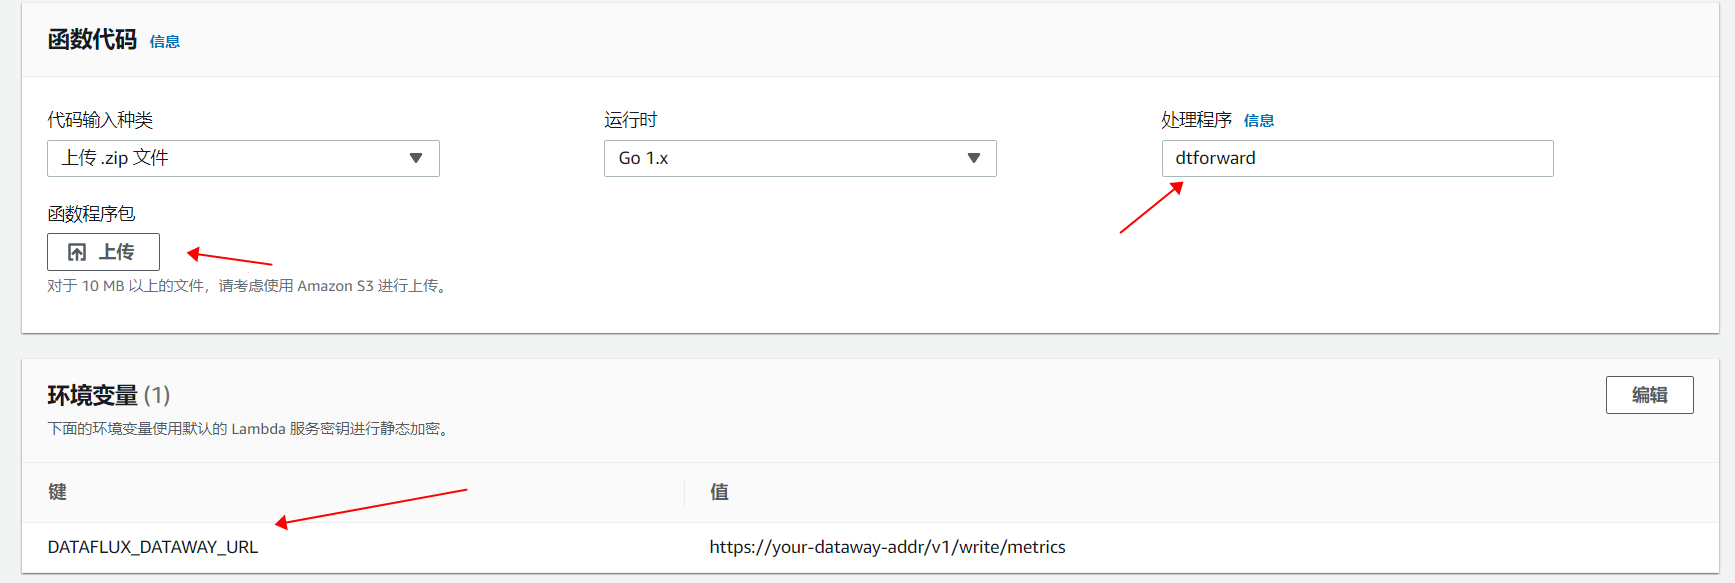 函数代码 信息
代码输入种类
上传 .zip 文件
运行时
Go 1.x
处理程序 信息
dtforward
函数程序包
上传
对于 10 MB 以上的文件，请考虑使用 Amazon S3 进行上传。
环境变量 (1)
编辑
下面的环境变量使用默认的 Lambda 服务密钥进行静态加密。
键 值
DATAFLUX_DATAWAY_URL https://your-dataway-addr/v1/write/metrics